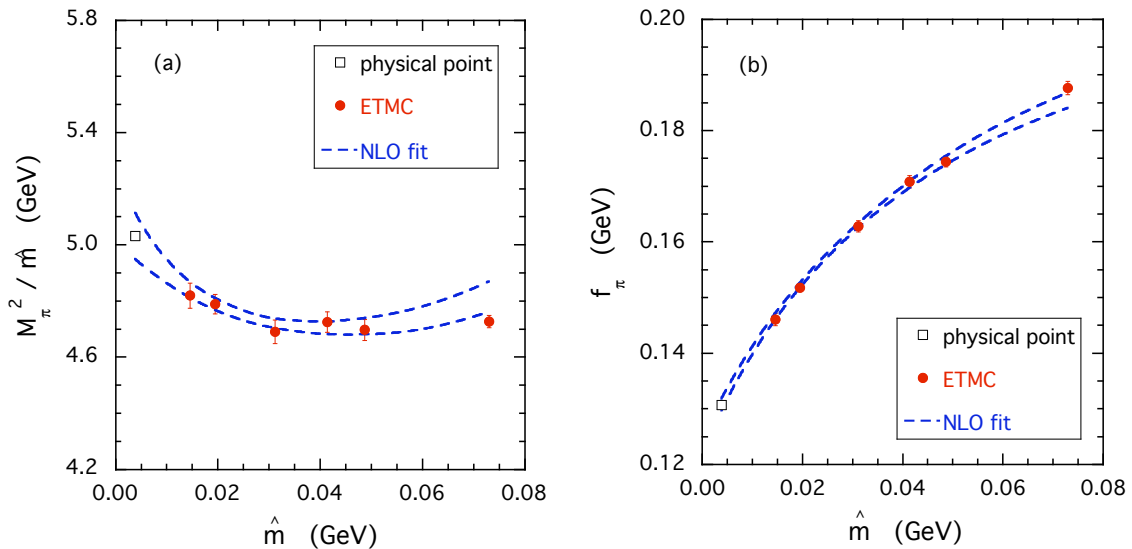 5.8
5.4
5.0
4.6
4.2
M_π^2 / m̂ (GeV)
(a)
physical point
ETMC
NLO fit
0.00 0.02 0.04 0.06 0.08
m̂ (GeV)
0.20
0.18
0.16
0.14
0.12
f_π (GeV)
(b)
physical point
ETMC
NLO fit
0.00 0.02 0.04 0.06 0.08
m̂ (GeV)